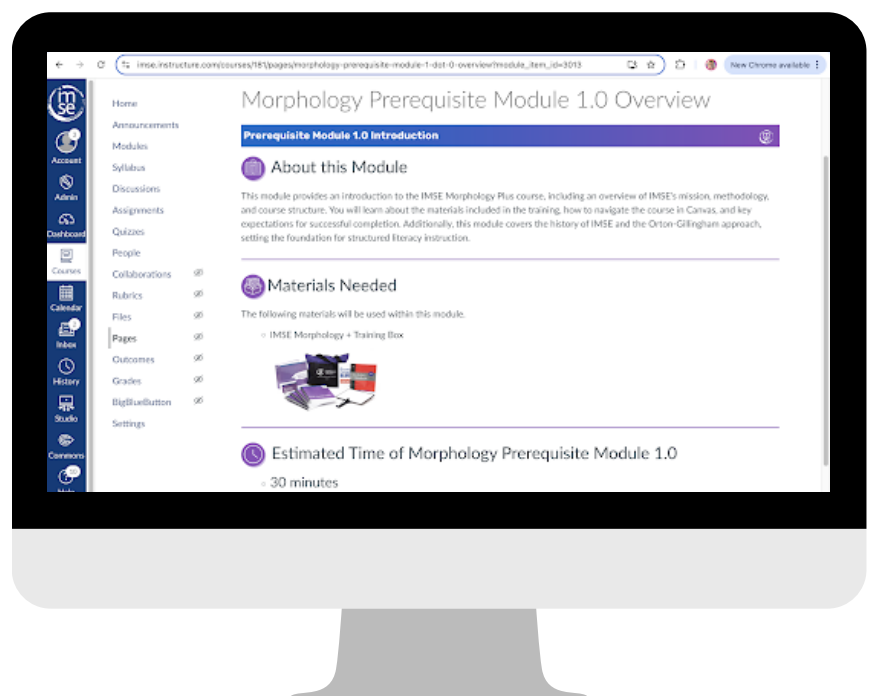 imse.instructure.com/courses/181/pages/morphology-prerequisite-module-1-dot-0-overview?module_item_id=3013
New Chrome available
imse
Account
Admin
Dashboard
Courses
Calendar
Inbox
History
Studio
Commons
Home
Announcements
Modules
Syllabus
Discussions
Assignments
Quizzes
People
Collaborations
Rubrics
Files
Pages
Outcomes
Grades
BigBlueButton
Settings
Morphology Prerequisite Module 1.0 Overview
Prerequisite Module 1.0 Introduction
About this Module
This module provides an introduction to the IMSE Morphology Plus course, including an overview of IMSE's mission, methodology,
and course structure. You will learn about the materials included in the training, how to navigate the course in Canvas, and key
expectations for successful completion. Additionally, this module covers the history of IMSE and the Orton-Gillingham approach,
setting the foundation for structured literacy instruction.
Materials Needed
The following materials will be used within this module.
IMSE Morphology + Training Box
Estimated Time of Morphology Prerequisite Module 1.0
30 minutes